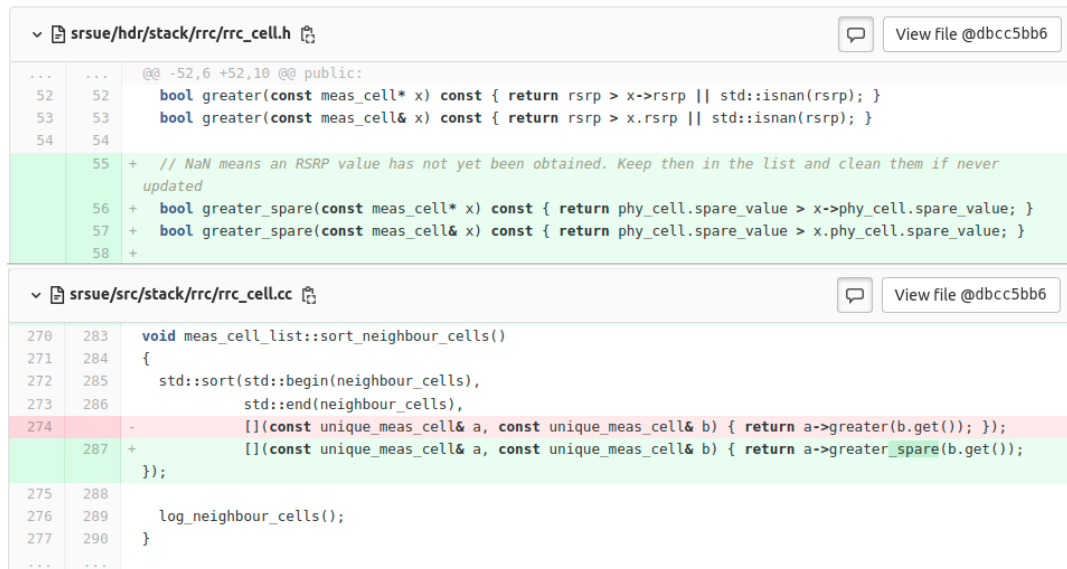 srsue/hdr/stack/rrc/rrc_cell.h
View file @dbcc5bb6
... ... @@ -52,6 +52,10 @@ public:
52 52 bool greater(const meas_cell* x) const { return rsrp > x->rsrp || std::isnan(rsrp); }
53 53 bool greater(const meas_cell& x) const { return rsrp > x.rsrp || std::isnan(rsrp); }
54 54
55 + // NaN means an RSRP value has not yet been obtained. Keep then in the list and clean them if never
updated
56 + bool greater_spare(const meas_cell* x) const { return phy_cell.spare_value > x->phy_cell.spare_value; }
57 + bool greater_spare(const meas_cell& x) const { return phy_cell.spare_value > x.phy_cell.spare_value; }
58 +
srsue/src/stack/rrc/rrc_cell.cc
View file @dbcc5bb6
270 283 void meas_cell_list::sort_neighbour_cells()
271 284 {
272 285 std::sort(std::begin(neighbour_cells),
273 286 std::end(neighbour_cells),
274 - [](const unique_meas_cell& a, const unique_meas_cell& b) { return a->greater(b.get()); });
287 + [](const unique_meas_cell& a, const unique_meas_cell& b) { return a->greater_spare(b.get());
});
275 288
276 289 log_neighbour_cells();
277 290 }
... ...